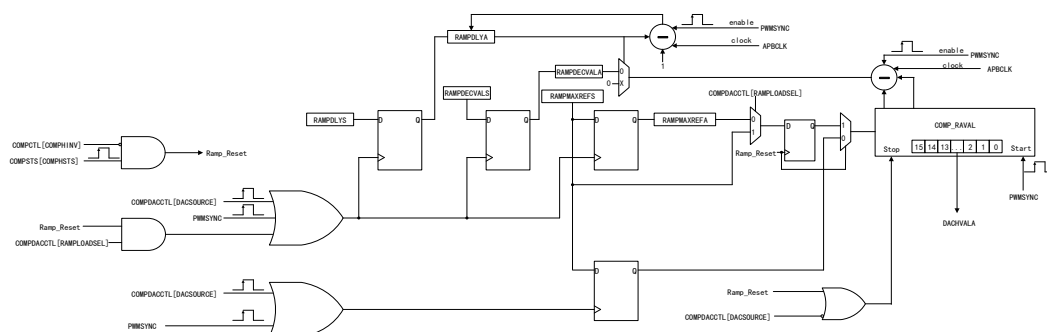 enable
PWMSYNC
RAMPDLYA
clock
APBCLK
1
enable
PWMSYNC
clock
APBCLK
RAMPDECVALA
0
0
X
RAMPDECVALS
RAMPMAXREFS
COMPDACCTL[RAMPLOADSEL]
RAMPDLYS
D Q
D Q
D Q
RAMPMAXREFA
0
1
D Q
1
0
COMP_RAVAL
15 14 13 ... 2 1 0
Stop
Start
COMPCTL[COMPHINV]
COMPSTS[COMPHSTS]
Ramp_Reset
Ramp_Reset
PWMSYNC
COMPDACCTL[DACSOURCE]
PWMSYNC
DACHVALA
Ramp_Reset
COMPDACCTL[RAMPLOADSEL]
D Q
COMPDACCTL[DACSOURCE]
PWMSYNC
Ramp_Reset
COMPDACCTL[DACSOURCE]